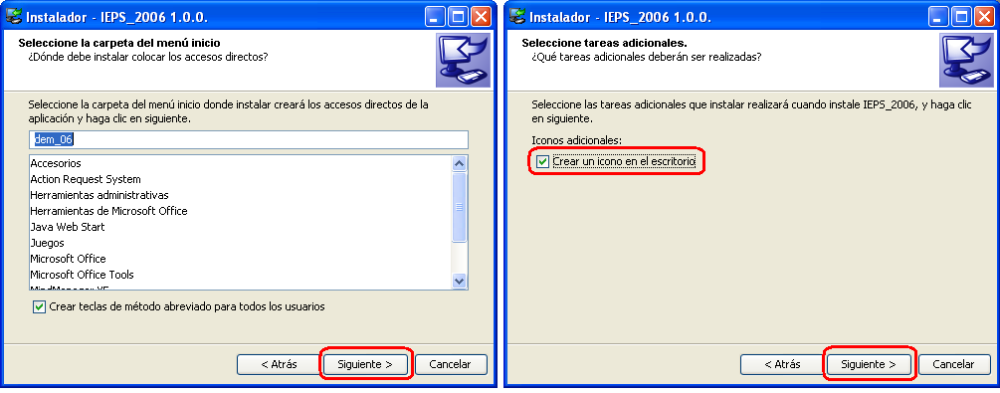 Instalador - IEPS_2006 1.0.0.
Seleccione la carpeta del menú inicio
¿Dónde debe instalar colocar los accesos directos?
Seleccione la carpeta del menú inicio donde instalar creará los accesos directos de la
aplicación y haga clic en siguiente.
dem_06
Accesorios
Action Request System
Herramientas administrativas
Herramientas de Microsoft Office
Java Web Start
Juegos
Microsoft Office
Microsoft Office Tools
Crear teclas de método abreviado para todos los usuarios
< Atrás
Siguiente >
Cancelar
Instalador - IEPS_2006 1.0.0.
Seleccione tareas adicionales.
¿Qué tareas adicionales deberán ser realizadas?
Seleccione las tareas adicionales que instalar realizará cuando instale IEPS_2006, y haga clic
en siguiente.
Iconos adicionales:
Crear un icono en el escritorio
< Atrás
Siguiente >
Cancelar